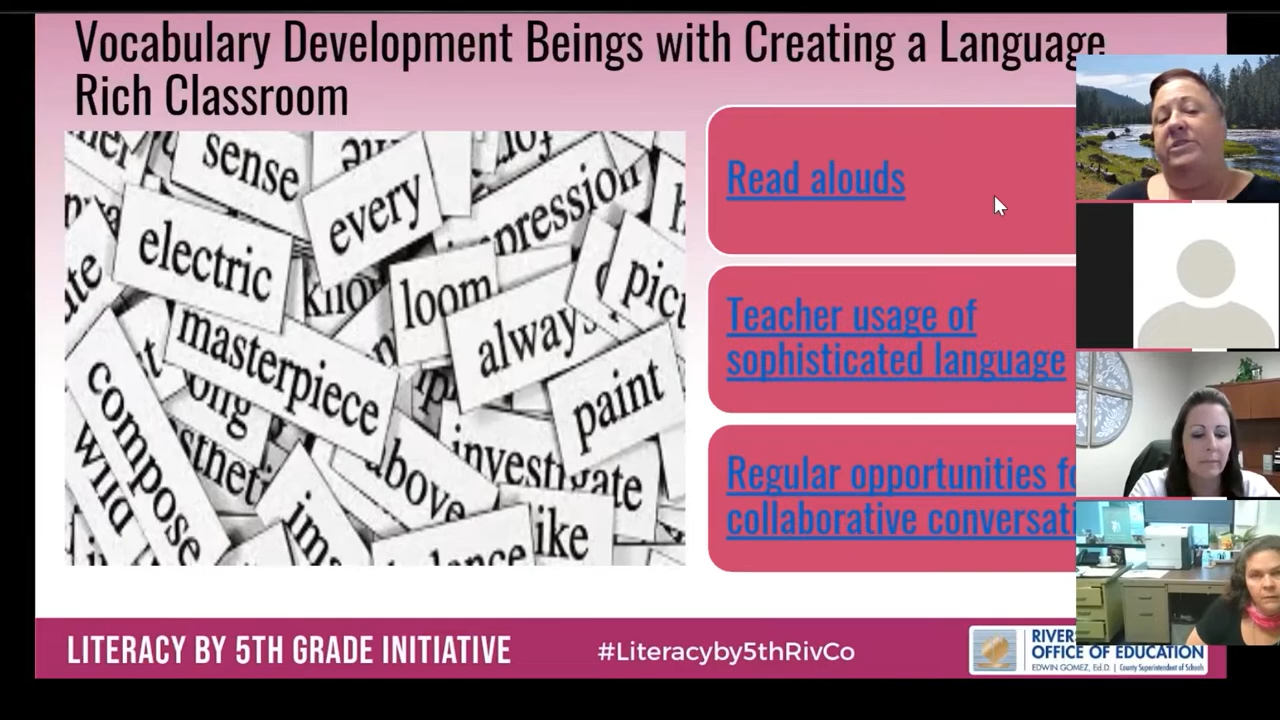 Vocabulary Development Beings with Creating a Language
Rich Classroom
sense
every
electric
loom
always
masterpiece
paint
compose
above
investigate
wild
Read alouds
Teacher usage of
sophisticated language
Regular opportunities
collaborative
LITERACY BY 5TH GRADE INITIATIVE
#Literacyby5thRivCo
OFFICE OF EDUCATION
EDWIN GOMEZ, Ed.D. | County Superintendent of Schools